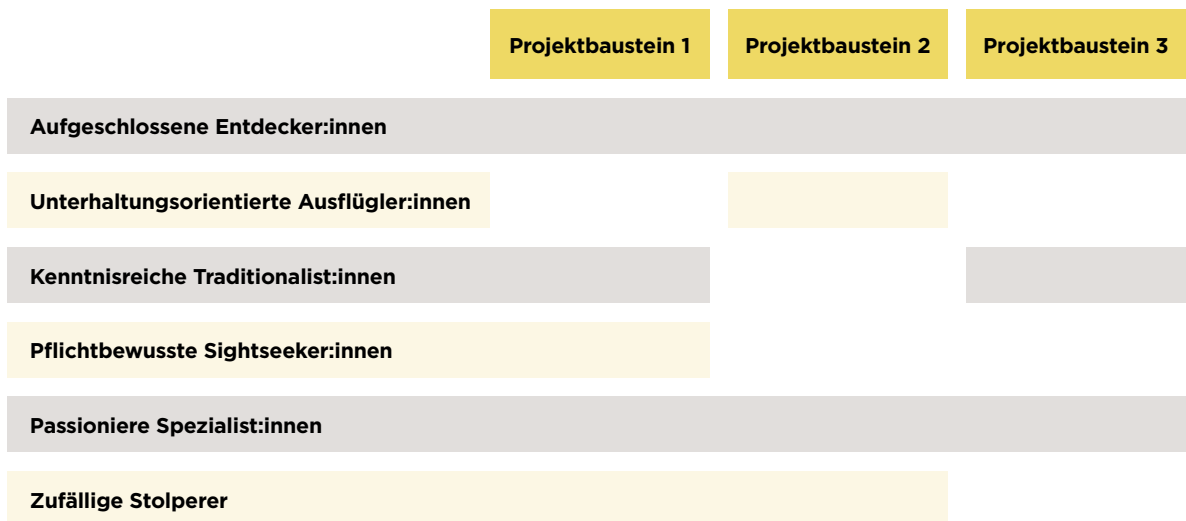 Projektbaustein 1 Projektbaustein 2 Projektbaustein 3
Aufgeschlossene Entdecker:innen
Unterhaltungsorientierte Ausflügler:innen
Kenntnisreiche Traditionalist:innen
Pflichtbewusste Sightseeker:innen
Passioniere Spezialist:innen
Zufällige Stolperer